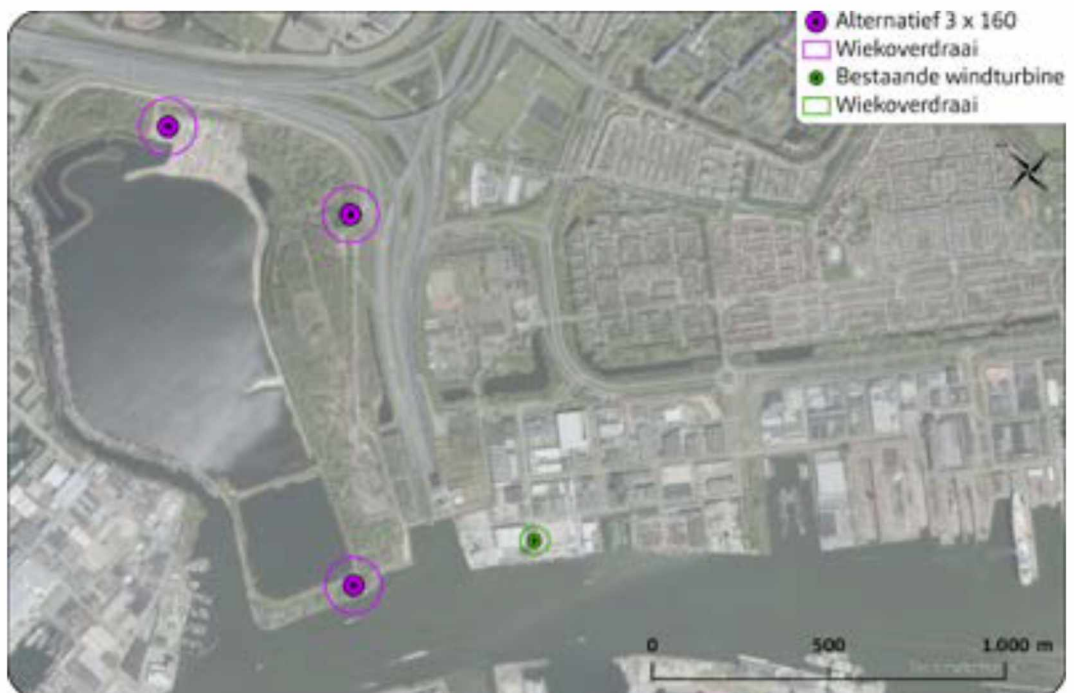 Alternatief 3 x 160
Wiekoverdraai
Bestaande windturbine
Wiekoverdraai
0 500 1.000 m